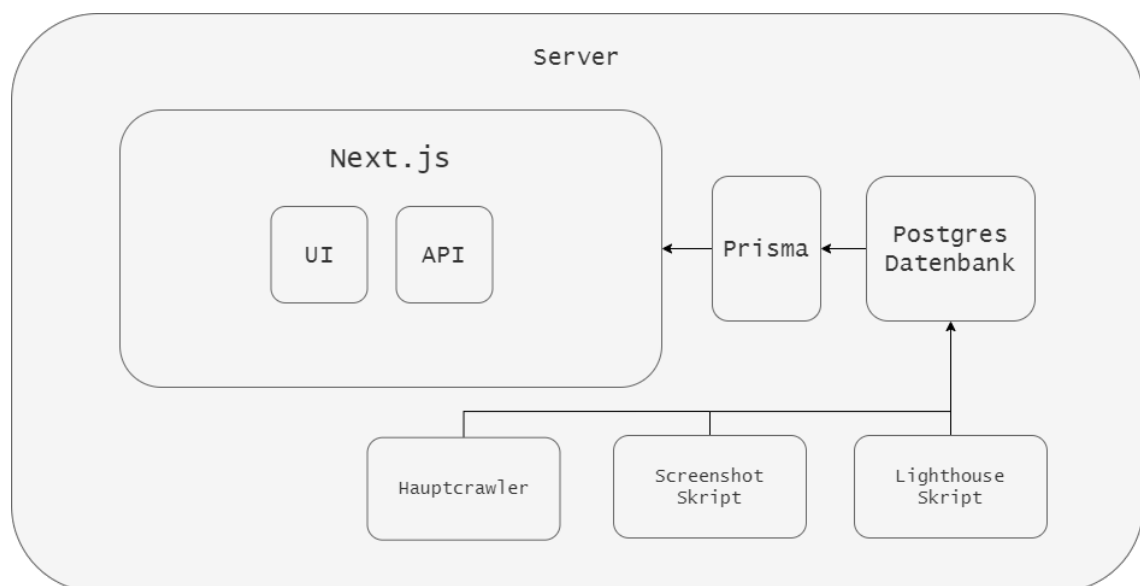 Server
Next.js
UI
API
Prisma
Postgres
Datenbank
Hauptcrawler
Screenshot
Skript
Lighthouse
Skript